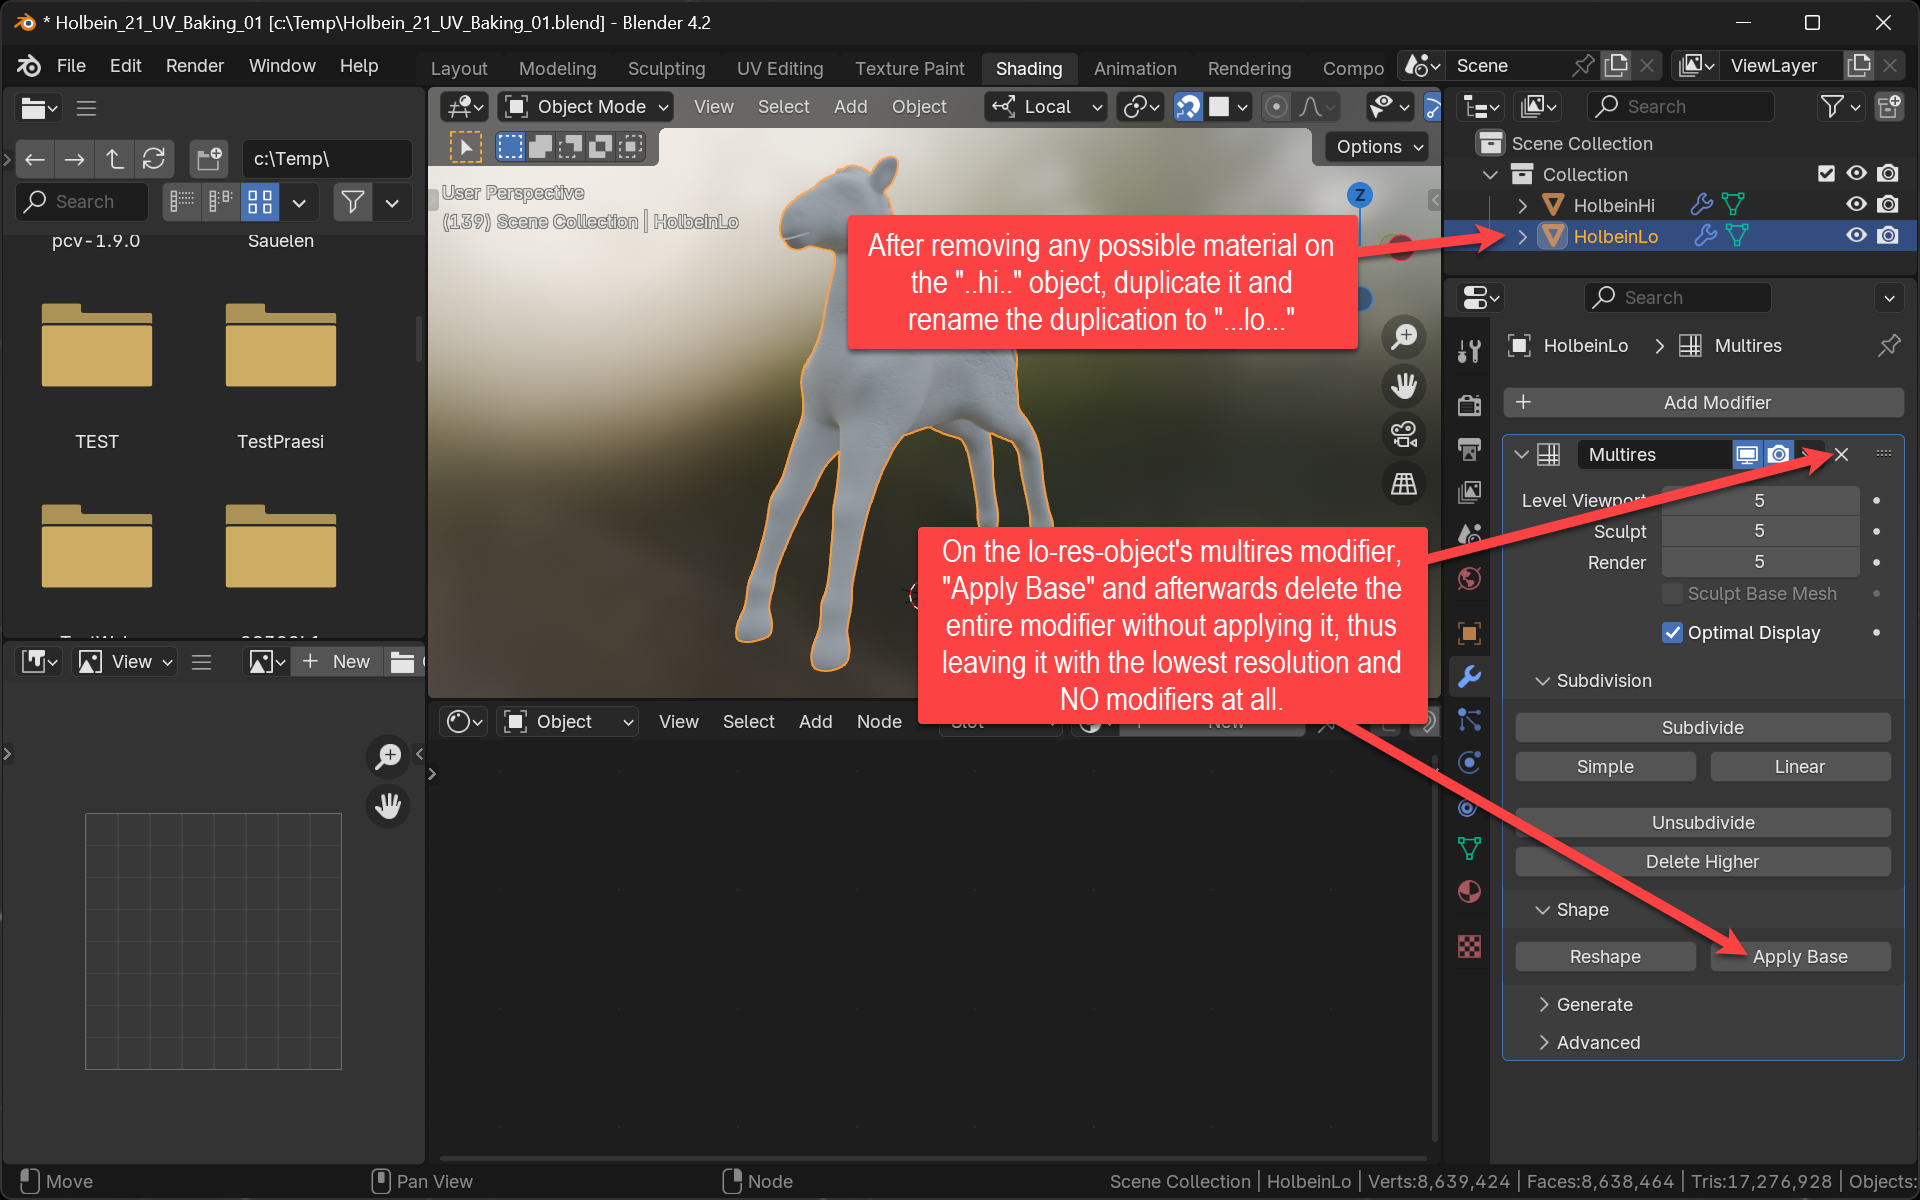 * Holbein_21_UV_Baking_01 [c:\Temp\Holbein_21_UV_Baking_01.blend] - Blender 4.2
File Edit Render Window Help
Layout Modeling Sculpting UV Editing Texture Paint Shading Animation Rendering Compo
Scene
ViewLayer
c:\Temp\
Search
pcv-1.9.0
Sauelen
TEST
TestPraesi
Object Mode View Select Add Object
Local
Options
User Perspective
(139) Scene Collection | HolbeinLo
Z
After removing any possible material on
the "..hi.." object, duplicate it and
rename the duplication to "...lo..."
On the lo-res-object's multires modifier,
"Apply Base" and afterwards delete the
entire modifier without applying it, thus
leaving it with the lowest resolution and
NO modifiers at all.
Search
Scene Collection
Collection
HolbeinHi
HolbeinLo
Search
HolbeinLo > Multires
Add Modifier
Multires
Level Viewport 5
Sculpt 5
Render 5
Sculpt Base Mesh
Optimal Display
Subdivision
Subdivide
Simple
Linear
Unsubdivide
Delete Higher
Shape
Reshape
Apply Base
Generate
Advanced
View
New
Object View Select Add Node
Slot
New
Move
Pan View
Node
Scene Collection | HolbeinLo | Verts:8,639,424 | Faces:8,638,464 | Tris:17,276,928 | Objects: